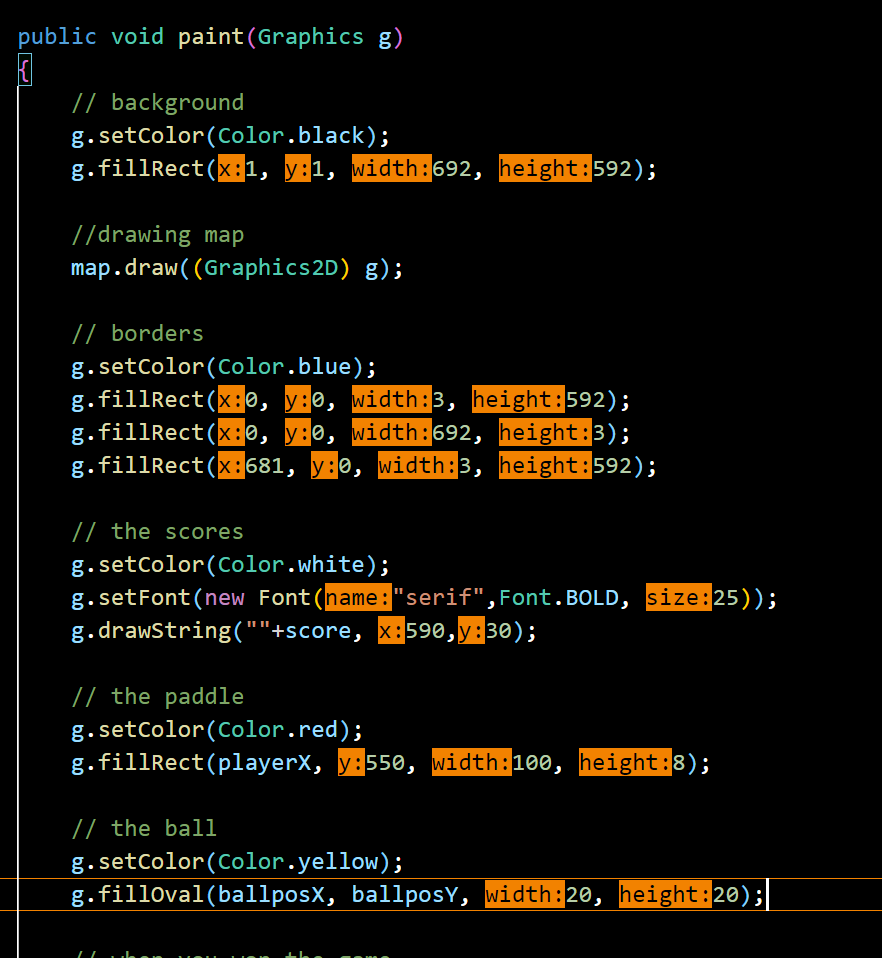 public void paint(Graphics g)
{
// background
g.setColor(Color.black);
g.fillRect(x:1, y:1, width:692, height:592);
//drawing map
map.draw((Graphics2D) g);
// borders
g.setColor(Color.blue);
g.fillRect(x:0, y:0, width:3, height:592);
g.fillRect(x:0, y:0, width:692, height:3);
g.fillRect(x:681, y:0, width:3, height:592);
// the scores
g.setColor(Color.white);
g.setFont(new Font(name:"serif",Font.BOLD, size:25));
g.drawString(""+score, x:590,y:30);
// the paddle
g.setColor(Color.red);
g.fillRect(playerX, y:550, width:100, height:8);
// the ball
g.setColor(Color.yellow);
g.fillOval(ballposX, ballposY, width:20, height:20);
// when you won the game